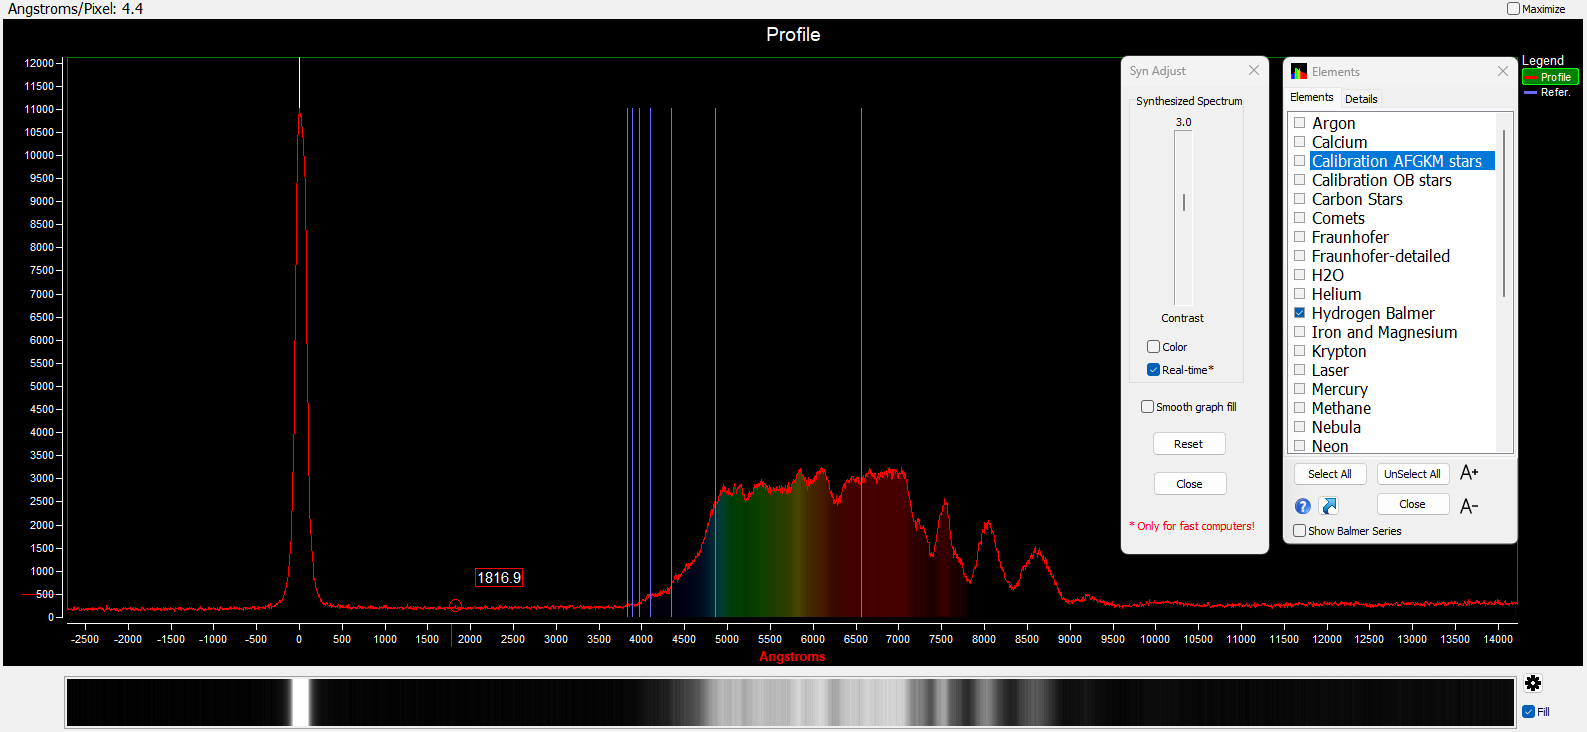 Angstroms/Pixel: 4.4
Maximize
Profile
12000
11500
11000
10500
10000
9500
9000
8500
8000
7500
7000
6500
6000
5500
5000
4500
4000
3500
3000
2500
2000
1500
1000
500
0
1816.9
-2500 -2000 -1500 -1000 -500 0 500 1000 1500 2000 2500 3000 3500 4000 4500 5000 5500 6000 6500 7000 7500 8000 8500 9000 9500 10000 10500 11000 11500 12000 12500 13000 13500 14000
Angstroms
Syn Adjust
Synthesized Spectrum
3.0
Contrast
Color
Real-time*
Smooth graph fill
Reset
Close
* Only for fast computers!
Elements
Elements Details
Argon
Calcium
Calibration AFGKM stars
Calibration OB stars
Carbon Stars
Comets
Fraunhofer
Fraunhofer-detailed
H2O
Helium
Hydrogen Balmer
Iron and Magnesium
Krypton
Laser
Mercury
Methane
Nebula
Neon
Select All UnSelect All A+
? Close A-
Show Balmer Series
Legend
Profile
Refer.
Fill